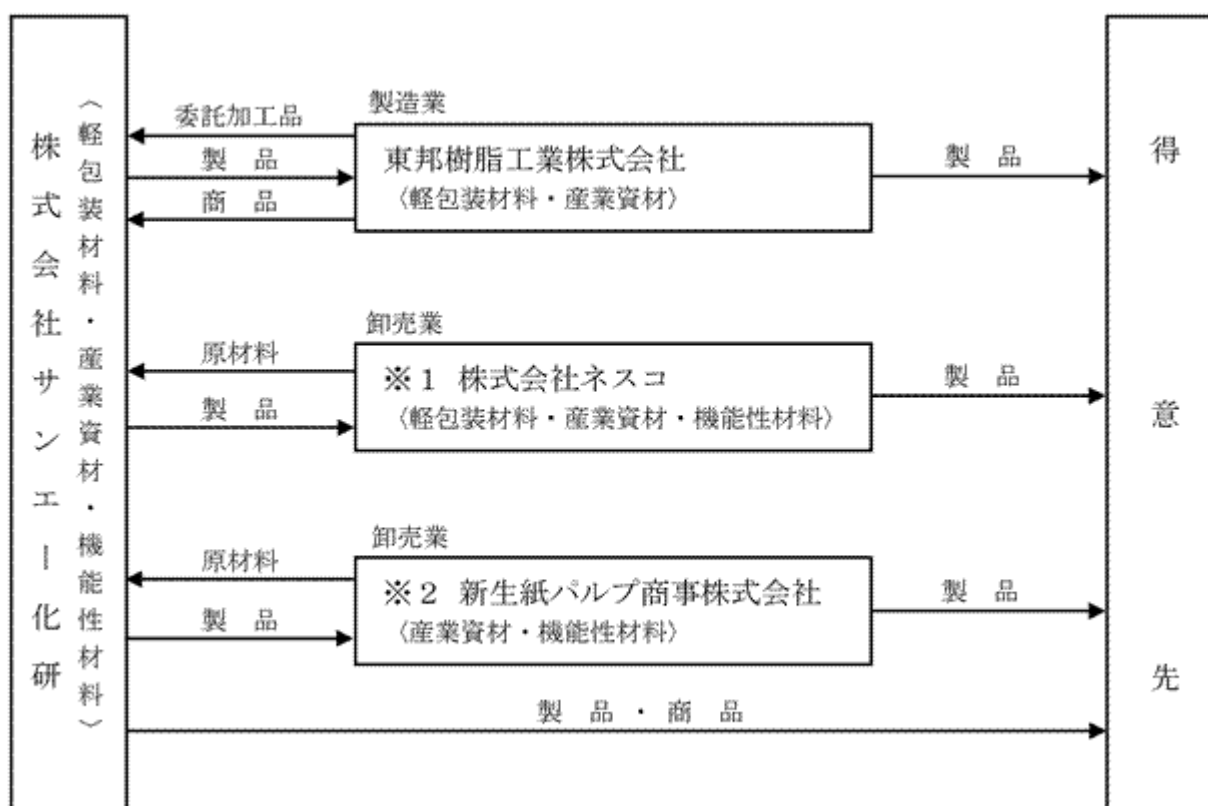 株式会社サンエー化研
〈軽包装材料・産業資材・機能性材料〉
製造業
委託加工品
製　品
商　品
東邦樹脂工業株式会社
〈軽包装材料・産業資材〉
製　品
卸売業
原材料
製　品
※1 株式会社ネスコ
〈軽包装材料・産業資材・機能性材料〉
製　品
卸売業
原材料
製　品
※2 新生紙パルプ商事株式会社
〈産業資材・機能性材料〉
製　品
製　品・商　品
得意先